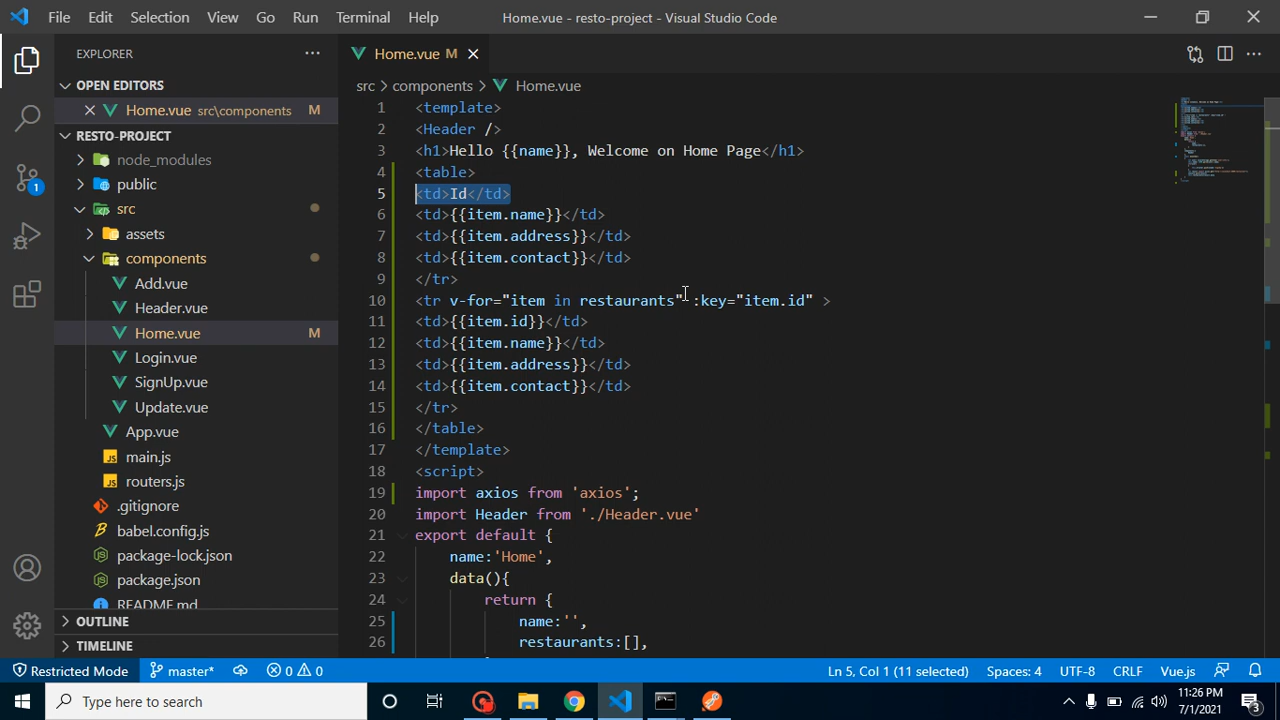 File Edit Selection View Go Run Terminal Help
Home.vue - resto-project - Visual Studio Code
EXPLORER
OPEN EDITORS
Home.vue src\components M
RESTO-PROJECT
node_modules
public
src
assets
components
Add.vue
Header.vue
Home.vue M
Login.vue
SignUp.vue
Update.vue
App.vue
main.js
routers.js
.gitignore
babel.config.js
package-lock.json
package.json
README.md
OUTLINE
TIMELINE
1
Home.vue M
src > components > Home.vue
1 <template>
2 <Header />
3 <h1>Hello {{name}}, Welcome on Home Page</h1>
4 <table>
5 <td>Id</td>
6 <td>{{item.name}}</td>
7 <td>{{item.address}}</td>
8 <td>{{item.contact}}</td>
9 </tr>
10 <tr v-for="item in restaurants" :key="item.id" >
11 <td>{{item.id}}</td>
12 <td>{{item.name}}</td>
13 <td>{{item.address}}</td>
14 <td>{{item.contact}}</td>
15 </tr>
16 </table>
17 </template>
18 <script>
19 import axios from 'axios';
20 import Header from './Header.vue'
21 export default {
22 name:'Home',
23 data(){
24 return {
25 name:'',
26 restaurants:[],
Restricted Mode master* 0 0 Ln 5, Col 1 (11 selected) Spaces: 4 UTF-8 CRLF Vue.js
Type here to search
11:26 PM
7/1/2021
3